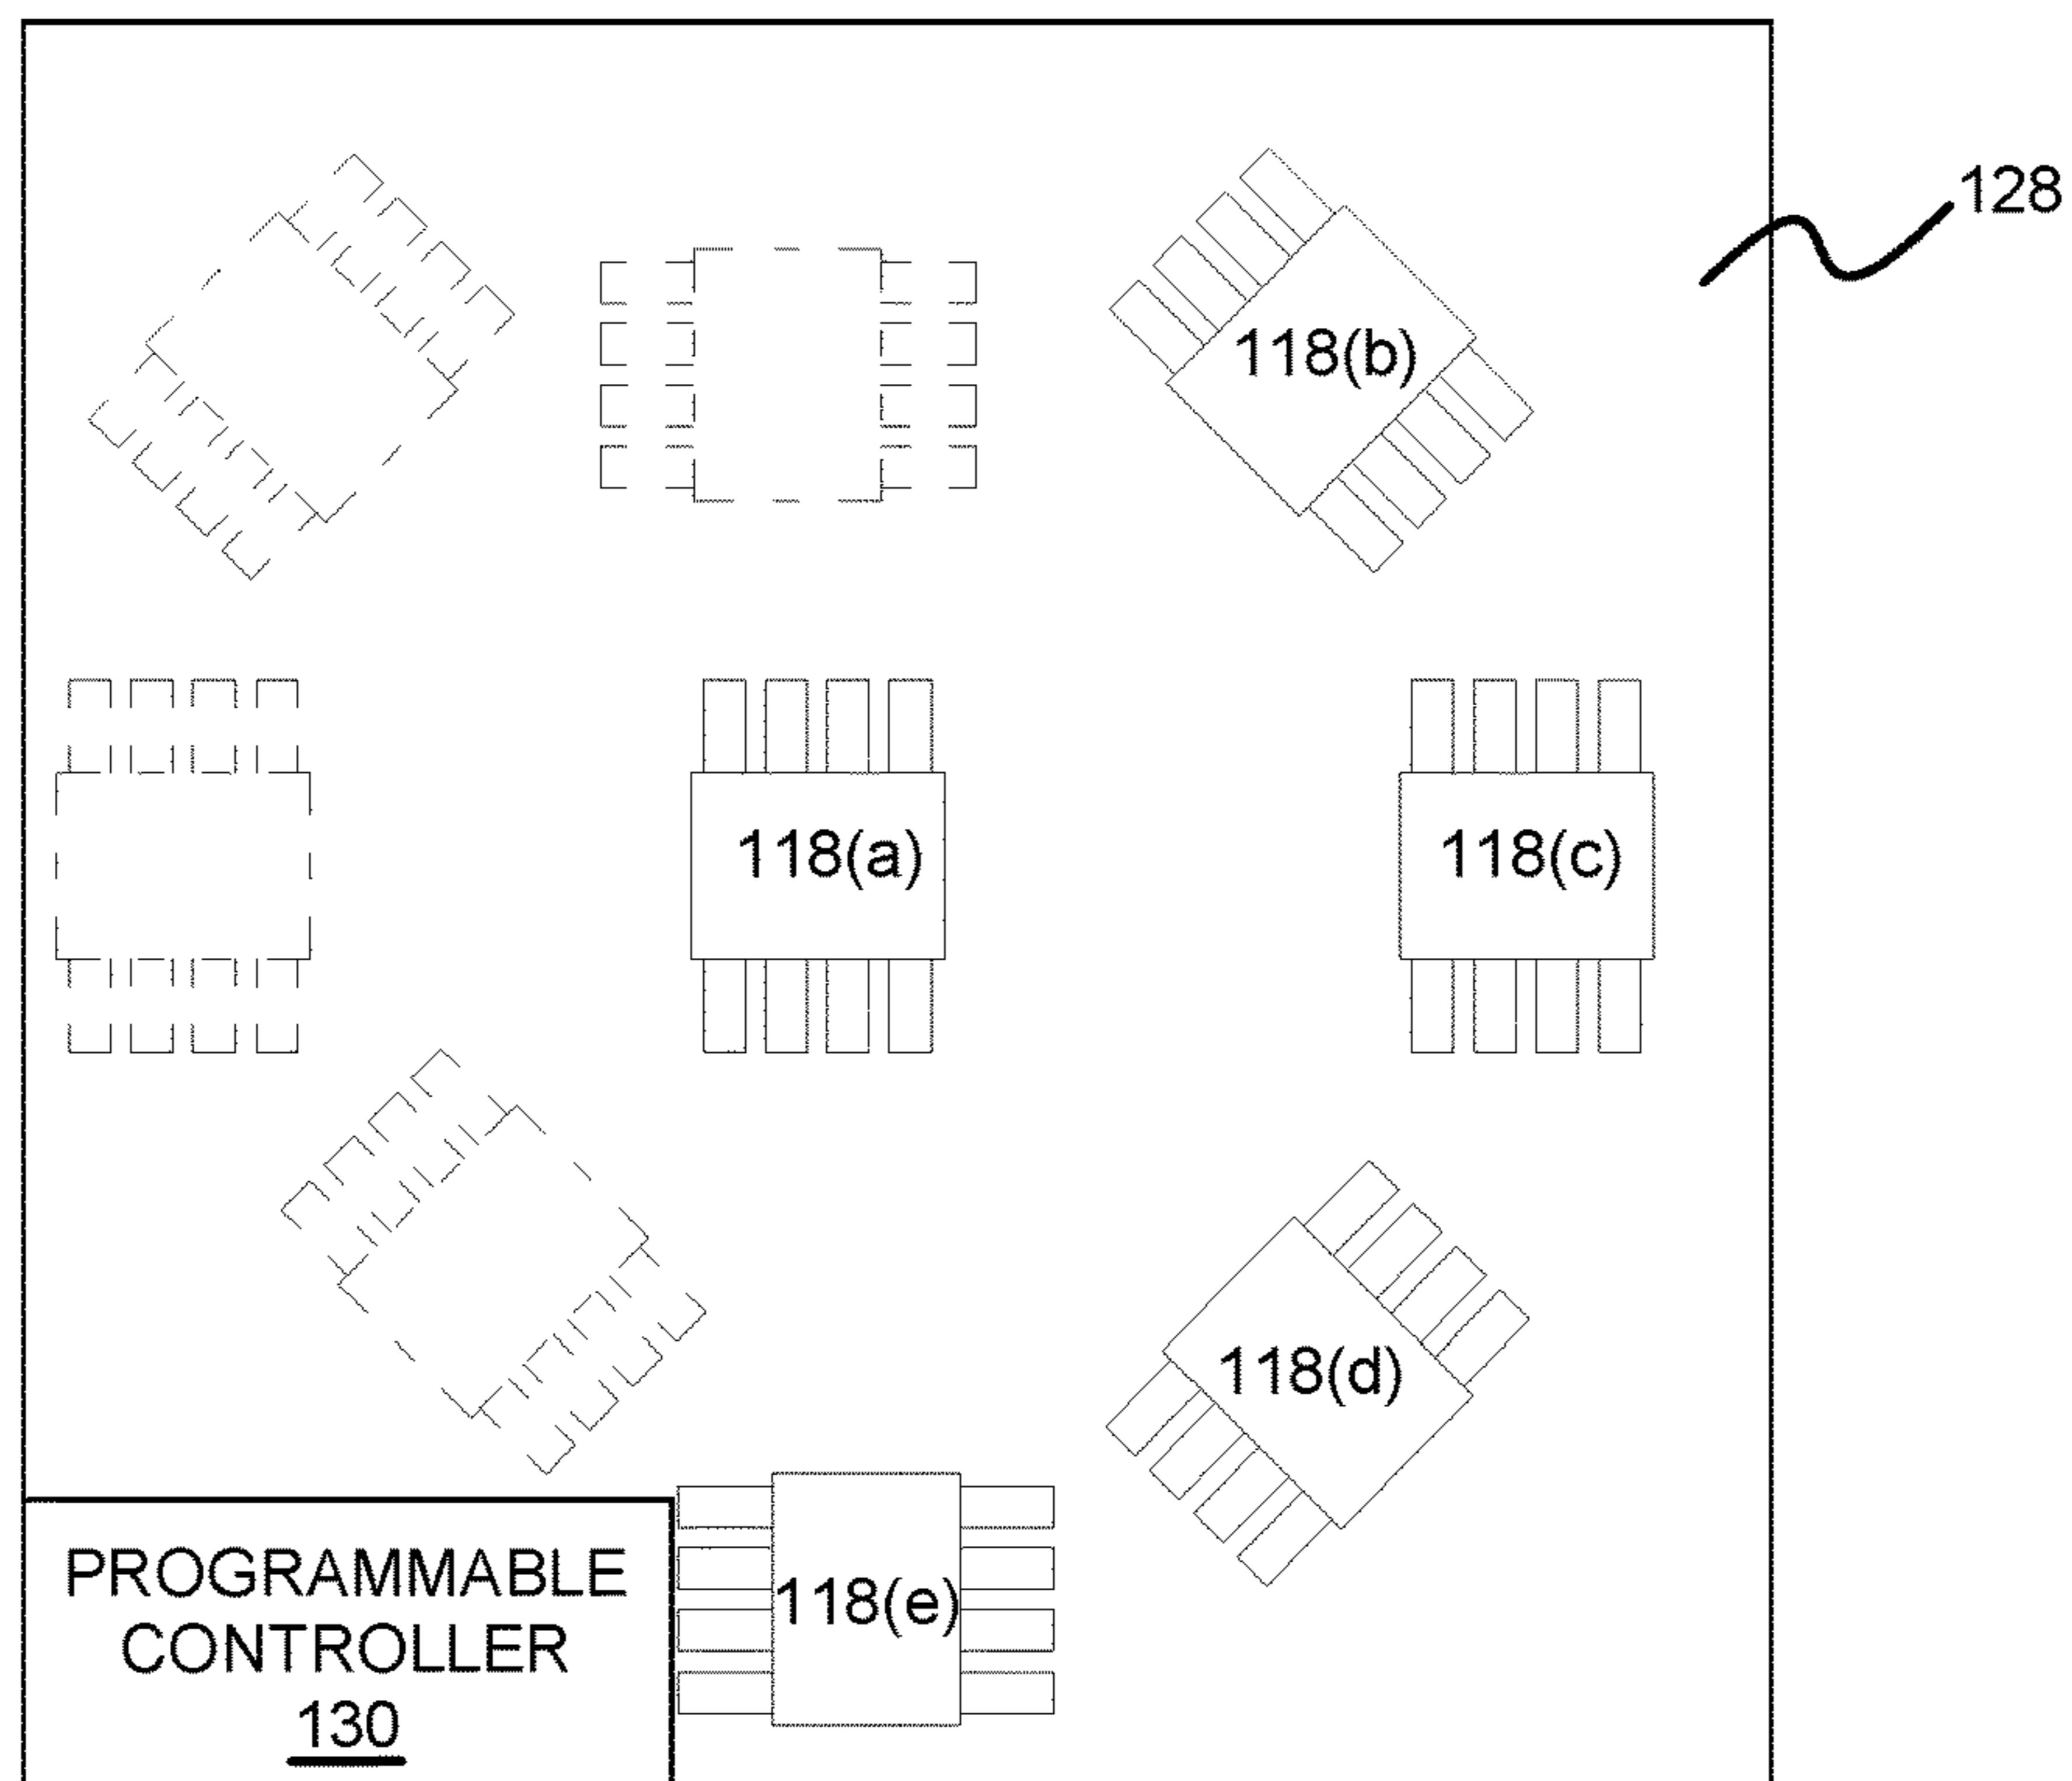 128
118(b)
118(a)
118(c)
118(d)
118(e)
PROGRAMMABLE
CONTROLLER
130